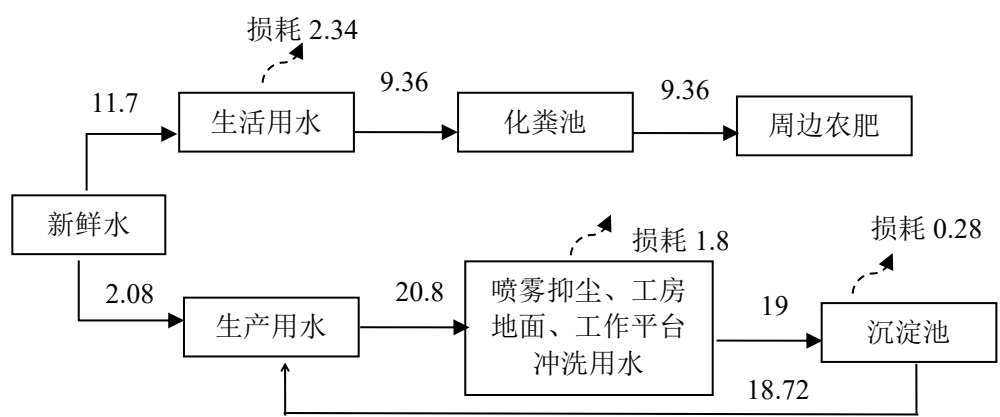 损耗 2.34
11.7
生活用水
9.36
化粪池
9.36
周边农肥
新鲜水
2.08
生产用水
20.8
损耗 1.8
喷雾抑尘、工房
地面、工作平台
冲洗用水
19
损耗 0.28
沉淀池
18.72